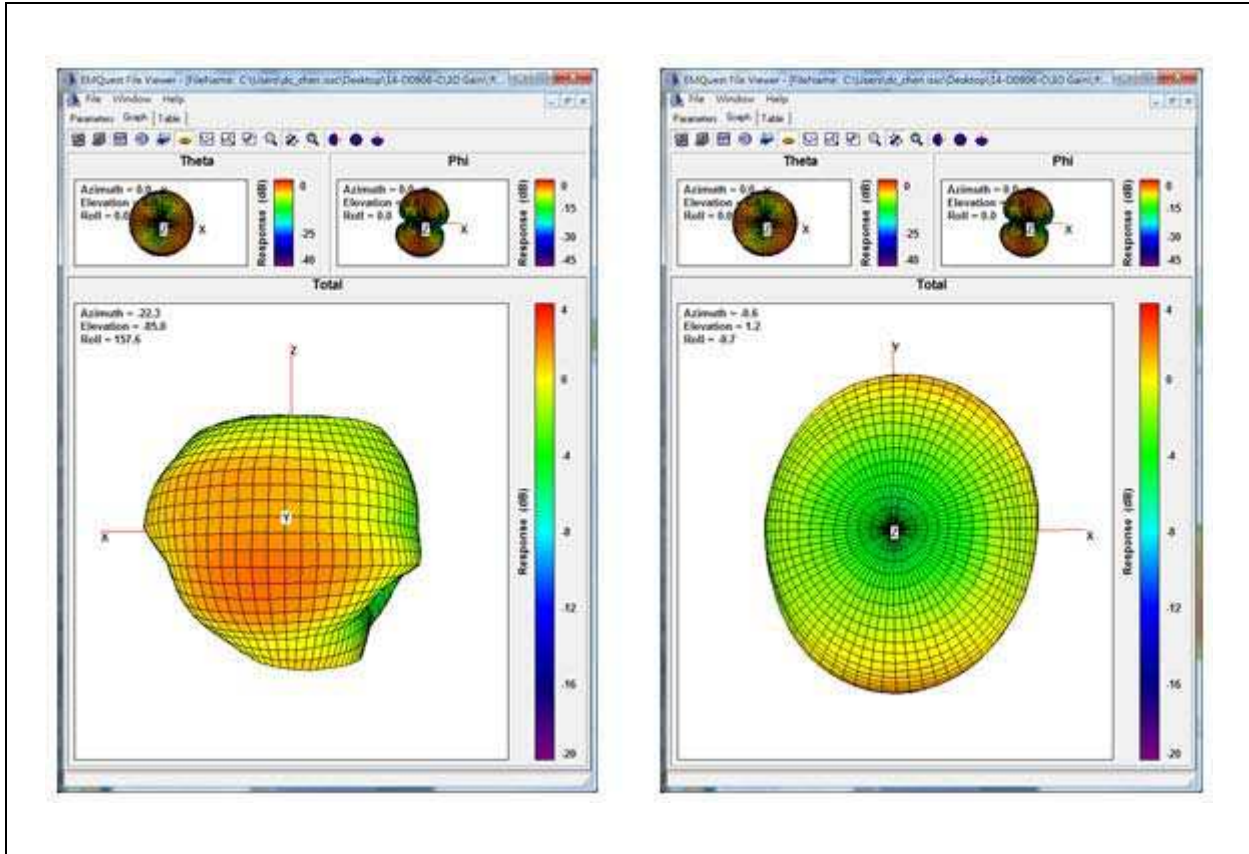 EMQuest File Viewer - [FileName: C:\Users\dc_chen.ssc\Desktop\14-O0906-C\3D Gain\
File Window Help
Parameters Graph Table
Theta
Azimuth = 0.0
Elevation =
Roll = 0.0
Z
X
Response (dB)
0
-25
-40
Phi
Azimuth = 0.0
Elevation =
Roll = 0.0
Z
X
Response (dB)
0
-15
-30
-45
Total
Azimuth = -22.3
Elevation = -85.0
Roll = 157.6
Z
Y
X
Response (dB)
4
0
-4
-8
-12
-16
-20
EMQuest File Viewer - [FileName: C:\Users\dc_chen.ssc\Desktop\14-O0906-C\3D Gain\
File Window Help
Parameters Graph Table
Theta
Azimuth = 0.0
Elevation =
Roll = 0.0
Z
X
Response (dB)
0
-25
-40
Phi
Azimuth = 0.0
Elevation =
Roll = 0.0
Z
X
Response (dB)
0
-15
-30
-45
Total
Azimuth = -0.6
Elevation = 1.2
Roll = -0.7
Y
Z
X
Response (dB)
4
0
-4
-8
-12
-16
-20